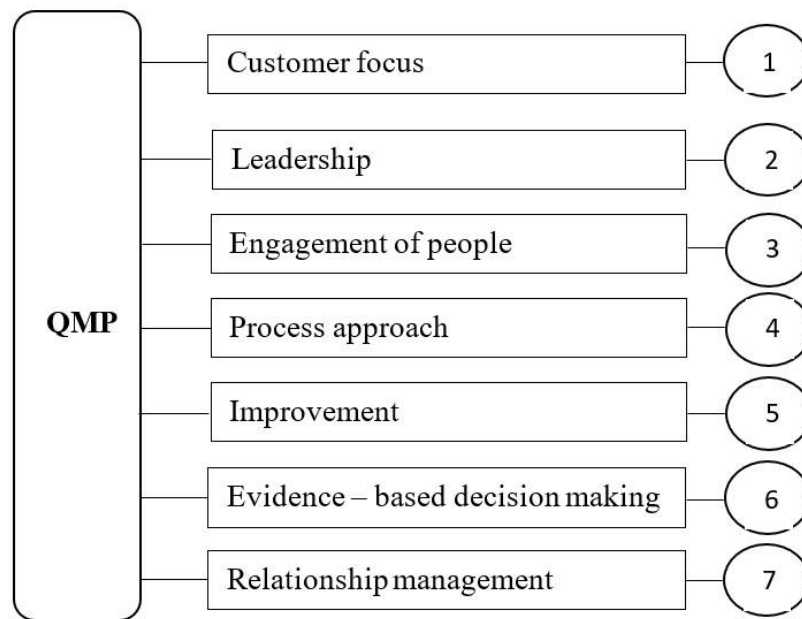 Customer focus 1
Leadership 2
Engagement of people 3
QMP
Process approach 4
Improvement 5
Evidence – based decision making 6
Relationship management 7